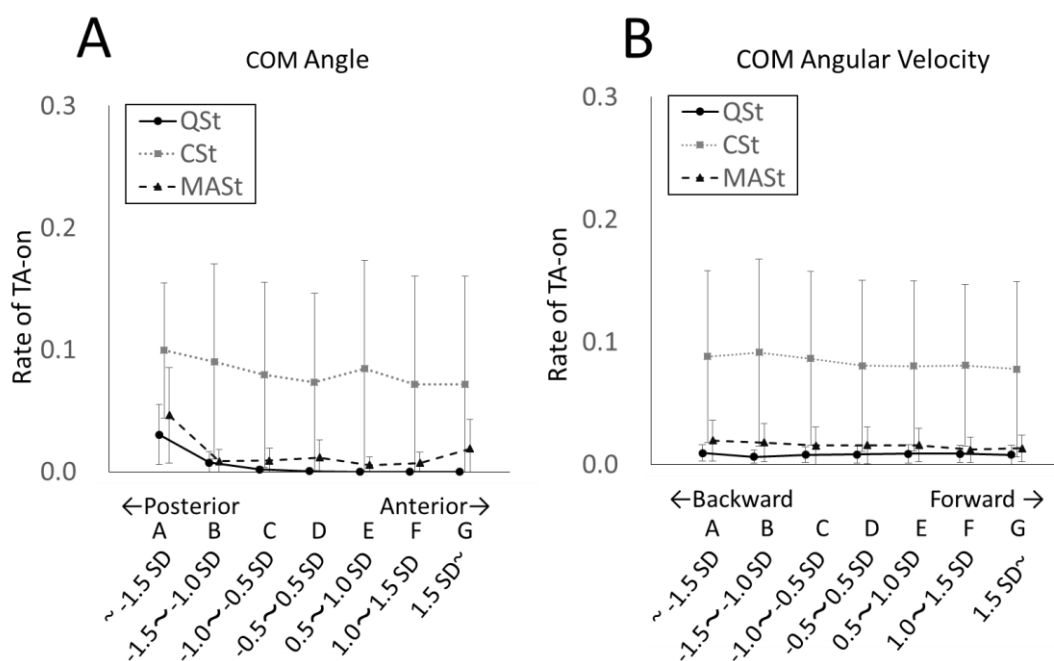 A
COM Angle
0.3
QSt
CSt
MASt
0.2
0.1
0.0
Rate of TA-on
←Posterior
Anterior→
A B C D E F G
~ -1.5 SD
-1.5~-1.0 SD
-1.0~-0.5 SD
-0.5~0.5 SD
0.5~1.0 SD
1.0~1.5 SD
1.5 SD~
B
COM Angular Velocity
0.3
QSt
CSt
MASt
0.2
0.1
0.0
Rate of TA-on
←Backward
Forward→
A B C D E F G
~ -1.5 SD
-1.5~-1.0 SD
-1.0~-0.5 SD
-0.5~0.5 SD
0.5~1.0 SD
1.0~1.5 SD
1.5 SD~